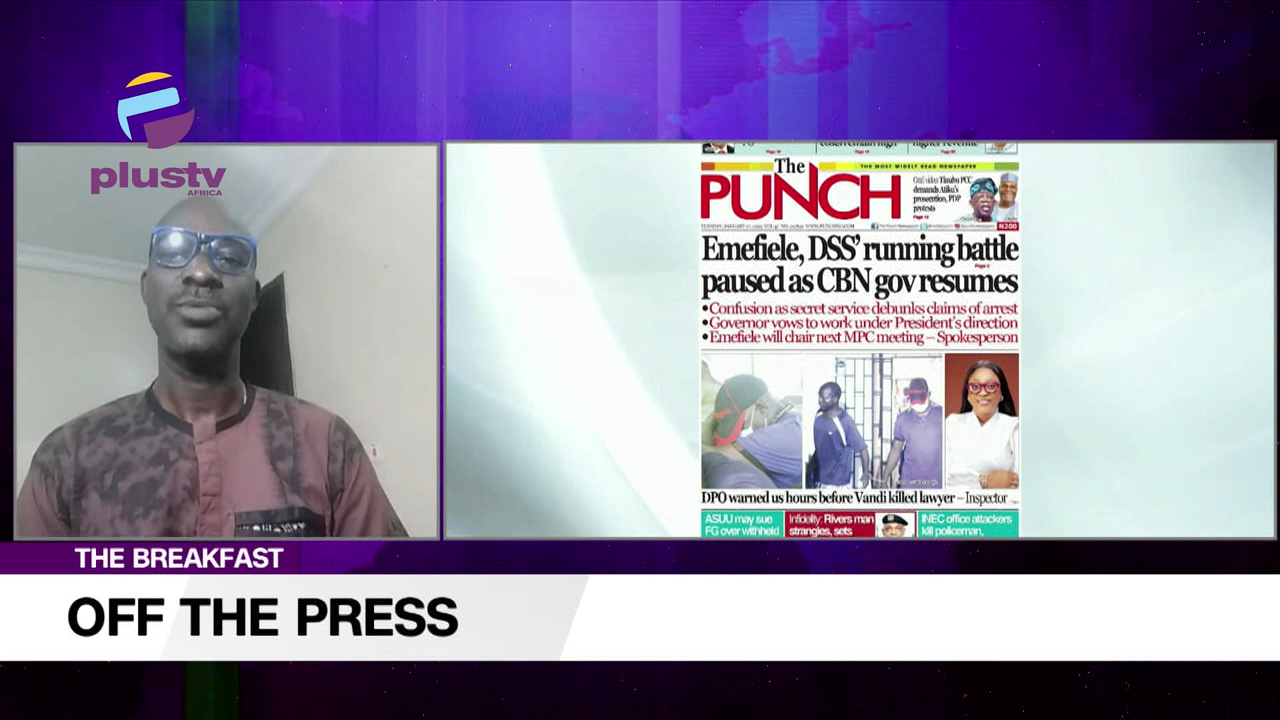 plustv
AFRICA
The
THE MOST WIDELY READ NEWSPAPER
PUNCH
Tinubu PCC
demands Atiku's
prosecution, PDP
protests
N200
Emefiele, DSS' running battle
paused as CBN gov resumes
•Confusion as secret service debunks claims of arrest
•Governor vows to work under President's direction
•Emefiele will chair next MPC meeting – Spokesperson
DPO warned us hours before Vandi killed lawyer – Inspector
ASUU may sue
FG over withheld
Infidelity: Rivers man
strangles, sets
INEC office attackers
kill policeman,
THE BREAKFAST
OFF THE PRESS